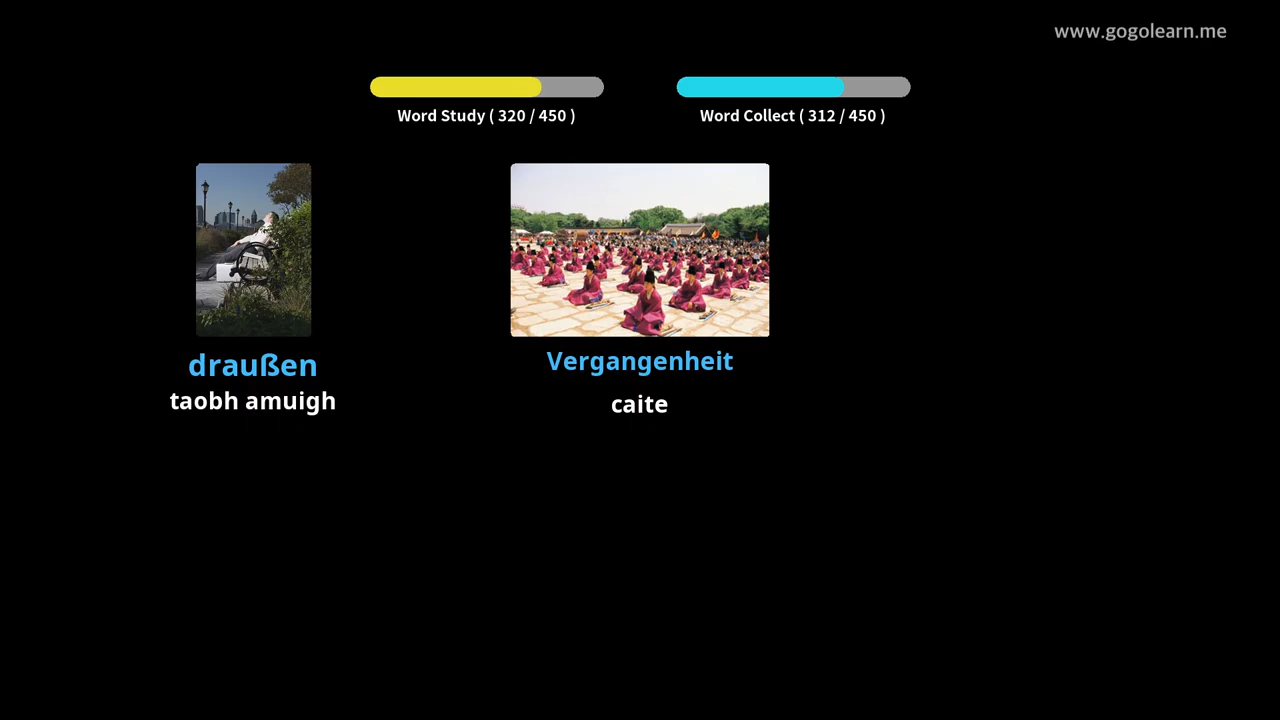 www.gogolearn.me
Word Study ( 320 / 450 )
Word Collect ( 312 / 450 )
draußen
taobh amuigh
Vergangenheit
caite